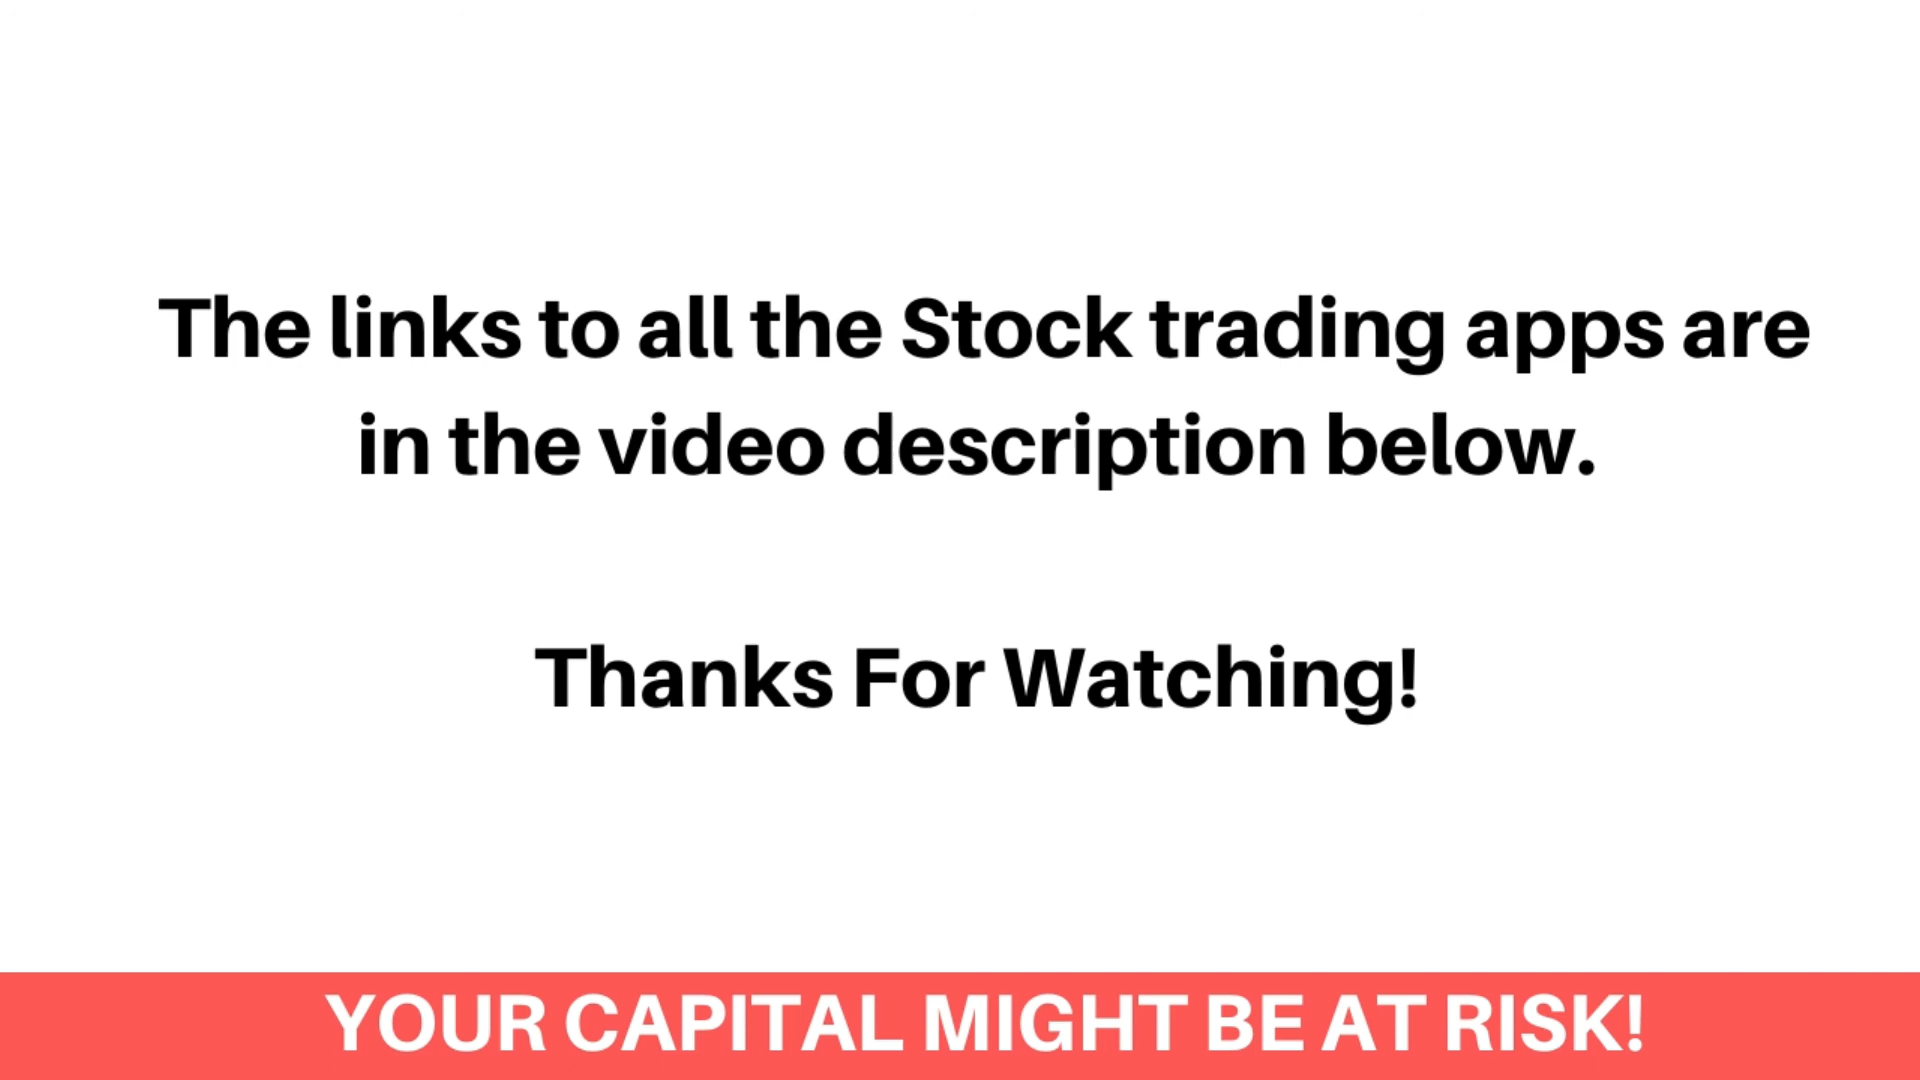 The links to all the Stock trading apps are
in the video description below.
Thanks For Watching!
YOUR CAPITAL MIGHT BE AT RISK!